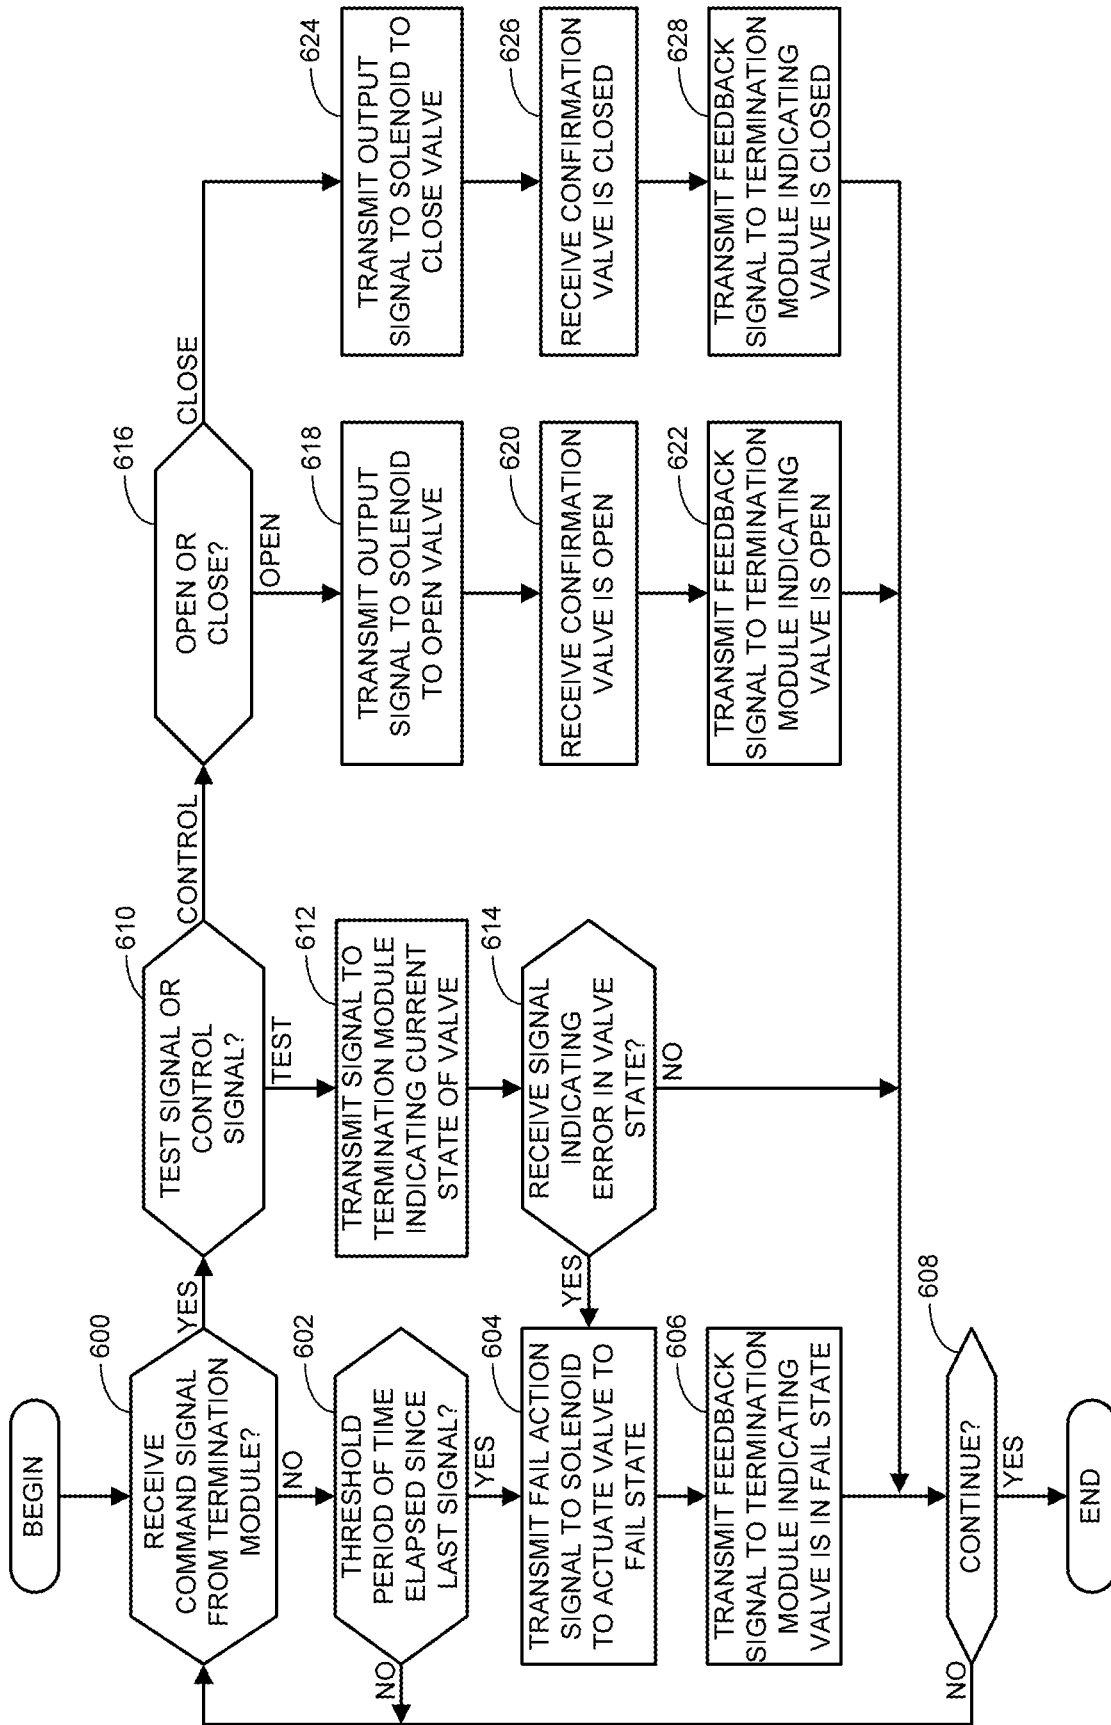 BEGIN
600
RECEIVE
COMMAND SIGNAL
FROM TERMINATION
MODULE?
YES
NO
602
THRESHOLD
PERIOD OF TIME
ELAPSED SINCE
LAST SIGNAL?
NO
YES
604
TRANSMIT FAIL ACTION
SIGNAL TO SOLENOID
TO ACTUATE VALVE TO
FAIL STATE
606
TRANSMIT FEEDBACK
SIGNAL TO TERMINATION
MODULE INDICATING
VALVE IS IN FAIL STATE
608
CONTINUE?
NO
YES
END
610
TEST SIGNAL OR
CONTROL
SIGNAL?
CONTROL
TEST
612
TRANSMIT SIGNAL TO
TERMINATION MODULE
INDICATING CURRENT
STATE OF VALVE
614
RECEIVE SIGNAL
INDICATING
ERROR IN VALVE
STATE?
YES
NO
616
OPEN OR
CLOSE?
CLOSE
OPEN
618
TRANSMIT OUTPUT
SIGNAL TO SOLENOID
TO OPEN VALVE
620
RECEIVE CONFIRMATION
VALVE IS OPEN
622
TRANSMIT FEEDBACK
SIGNAL TO TERMINATION
MODULE INDICATING
VALVE IS OPEN
624
TRANSMIT OUTPUT
SIGNAL TO SOLENOID TO
CLOSE VALVE
626
RECEIVE CONFIRMATION
VALVE IS CLOSED
628
TRANSMIT FEEDBACK
SIGNAL TO TERMINATION
MODULE INDICATING
VALVE IS CLOSED